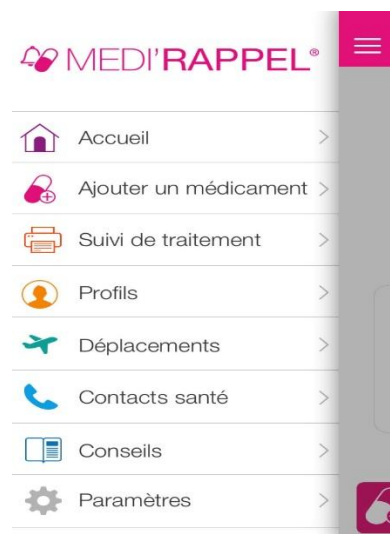 MEDI'RAPPEL®
Accueil
Ajouter un médicament
Suivi de traitement
Profils
Déplacements
Contacts santé
Conseils
Paramètres